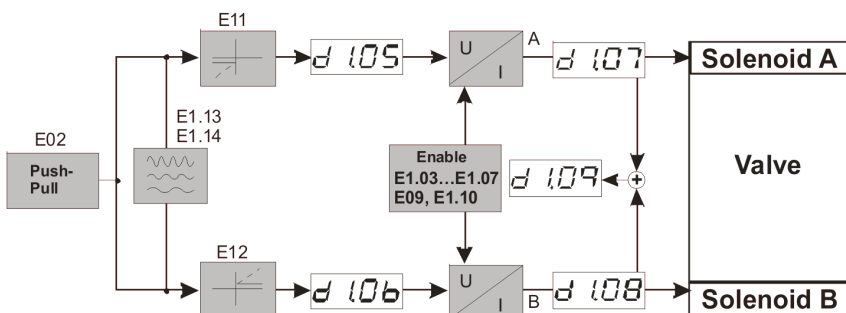 E11
d 1.05
U
I
A
d 1.07
Solenoid A
E1.13
E1.14
E02
Push-
Pull
Enable
E1.03...E1.07
E09, E1.10
d 1.09
+
Valve
E12
d 1.06
U
I
B
d 1.08
Solenoid B